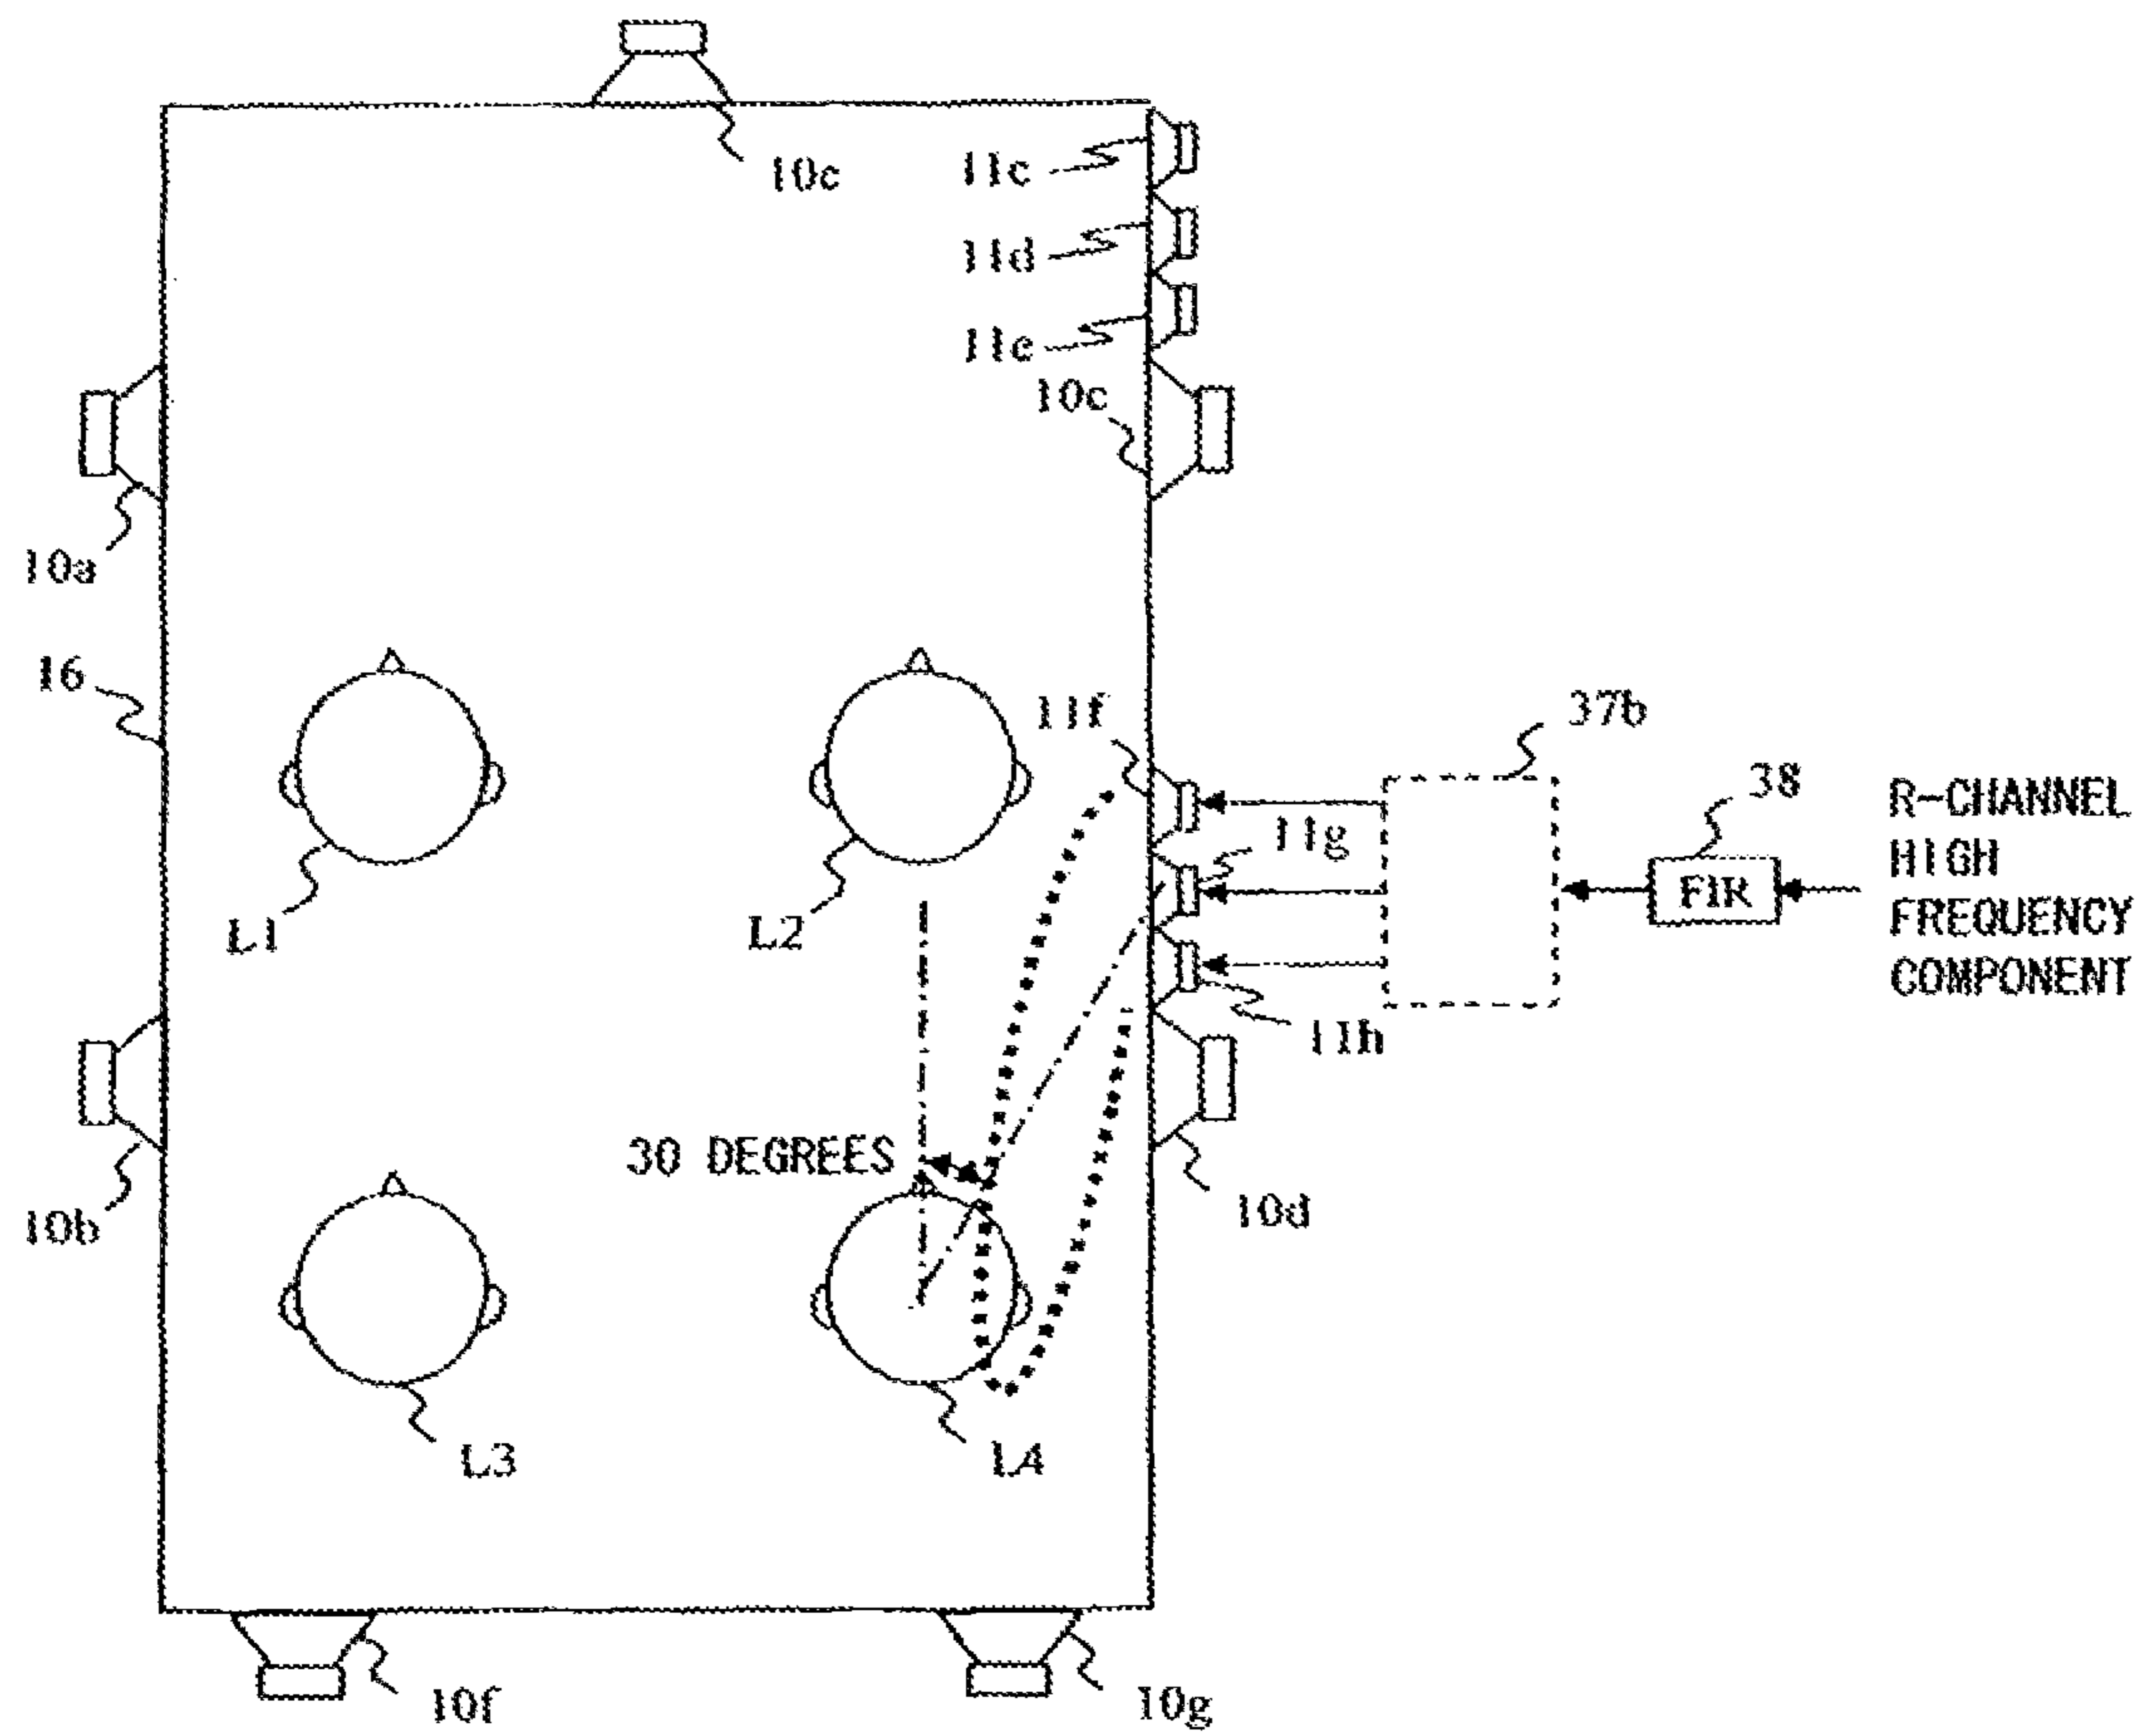 10c
11c
11d
11e
10c
10a
16
11f
37b
38
R-CHANNEL
HIGH
FREQUENCY
COMPONENT
11g
FIR
L1
L2
11h
30 DEGREES
10b
10d
L3
L4
10f
10g